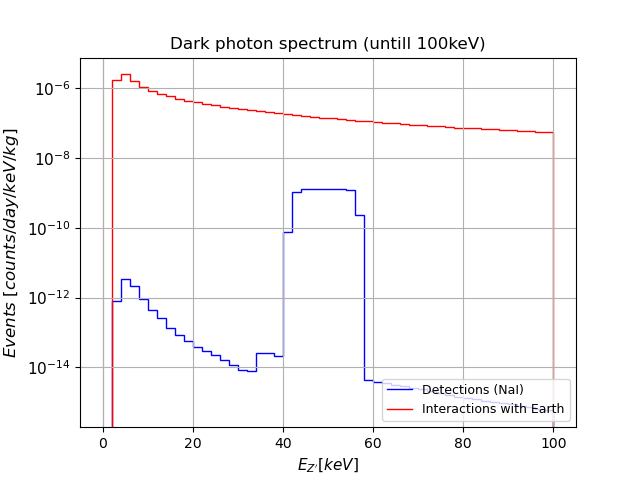 Dark photon spectrum (untill 100keV)
Events [counts/day/keV/kg]
10⁻⁶
10⁻⁸
10⁻¹⁰
10⁻¹²
10⁻¹⁴
Detections (NaI)
Interactions with Earth
0 20 40 60 80 100
E_Z' [keV]